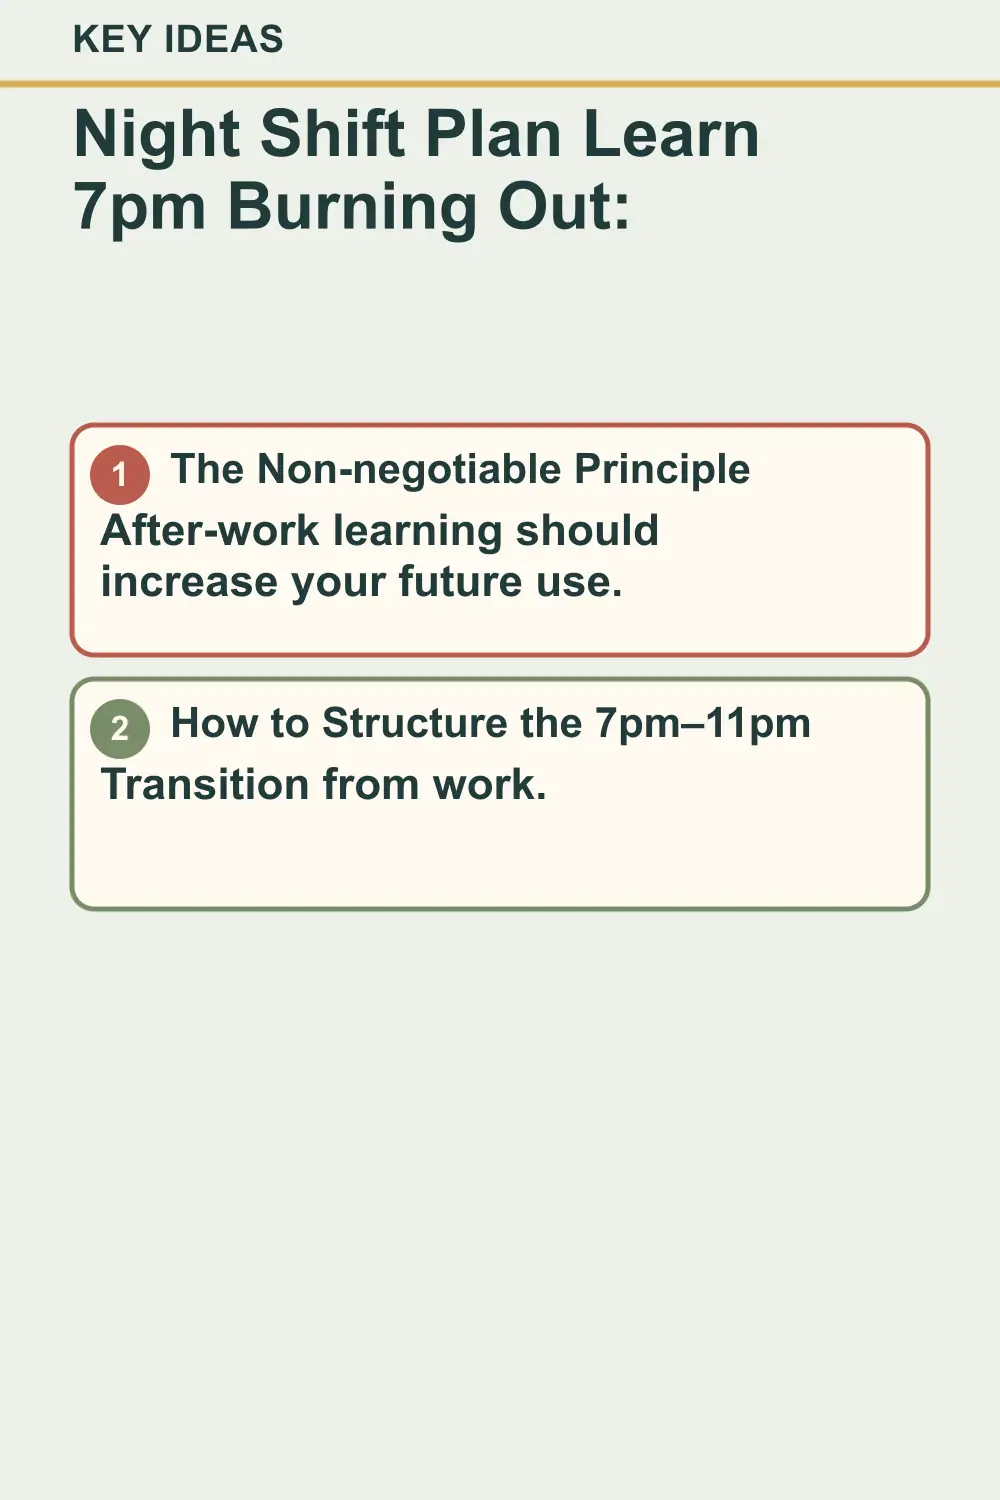 KEY IDEAS
Night Shift Plan Learn
7pm Burning Out:
1 The Non-negotiable Principle
After-work learning should
increase your future use.
2 How to Structure the 7pm–11pm
Transition from work.